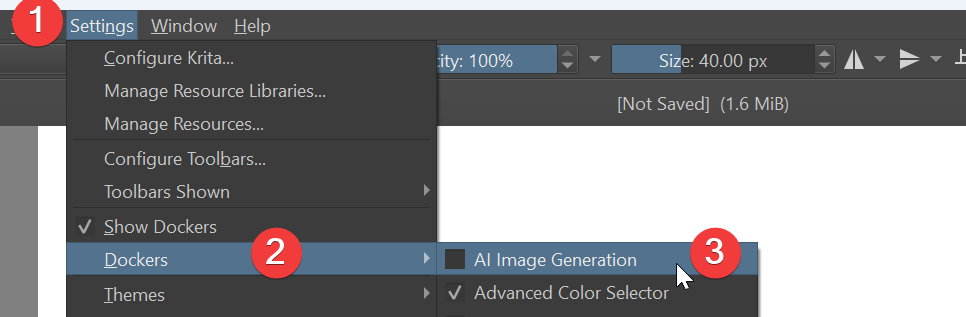 1 Settings Window Help
Configure Krita... city: 100% Size: 40.00 px
Manage Resource Libraries... [Not Saved] (1.6 MiB)
Manage Resources...
Configure Toolbars...
Toolbars Shown
Show Dockers
Dockers 2 AI Image Generation 3
Themes Advanced Color Selector